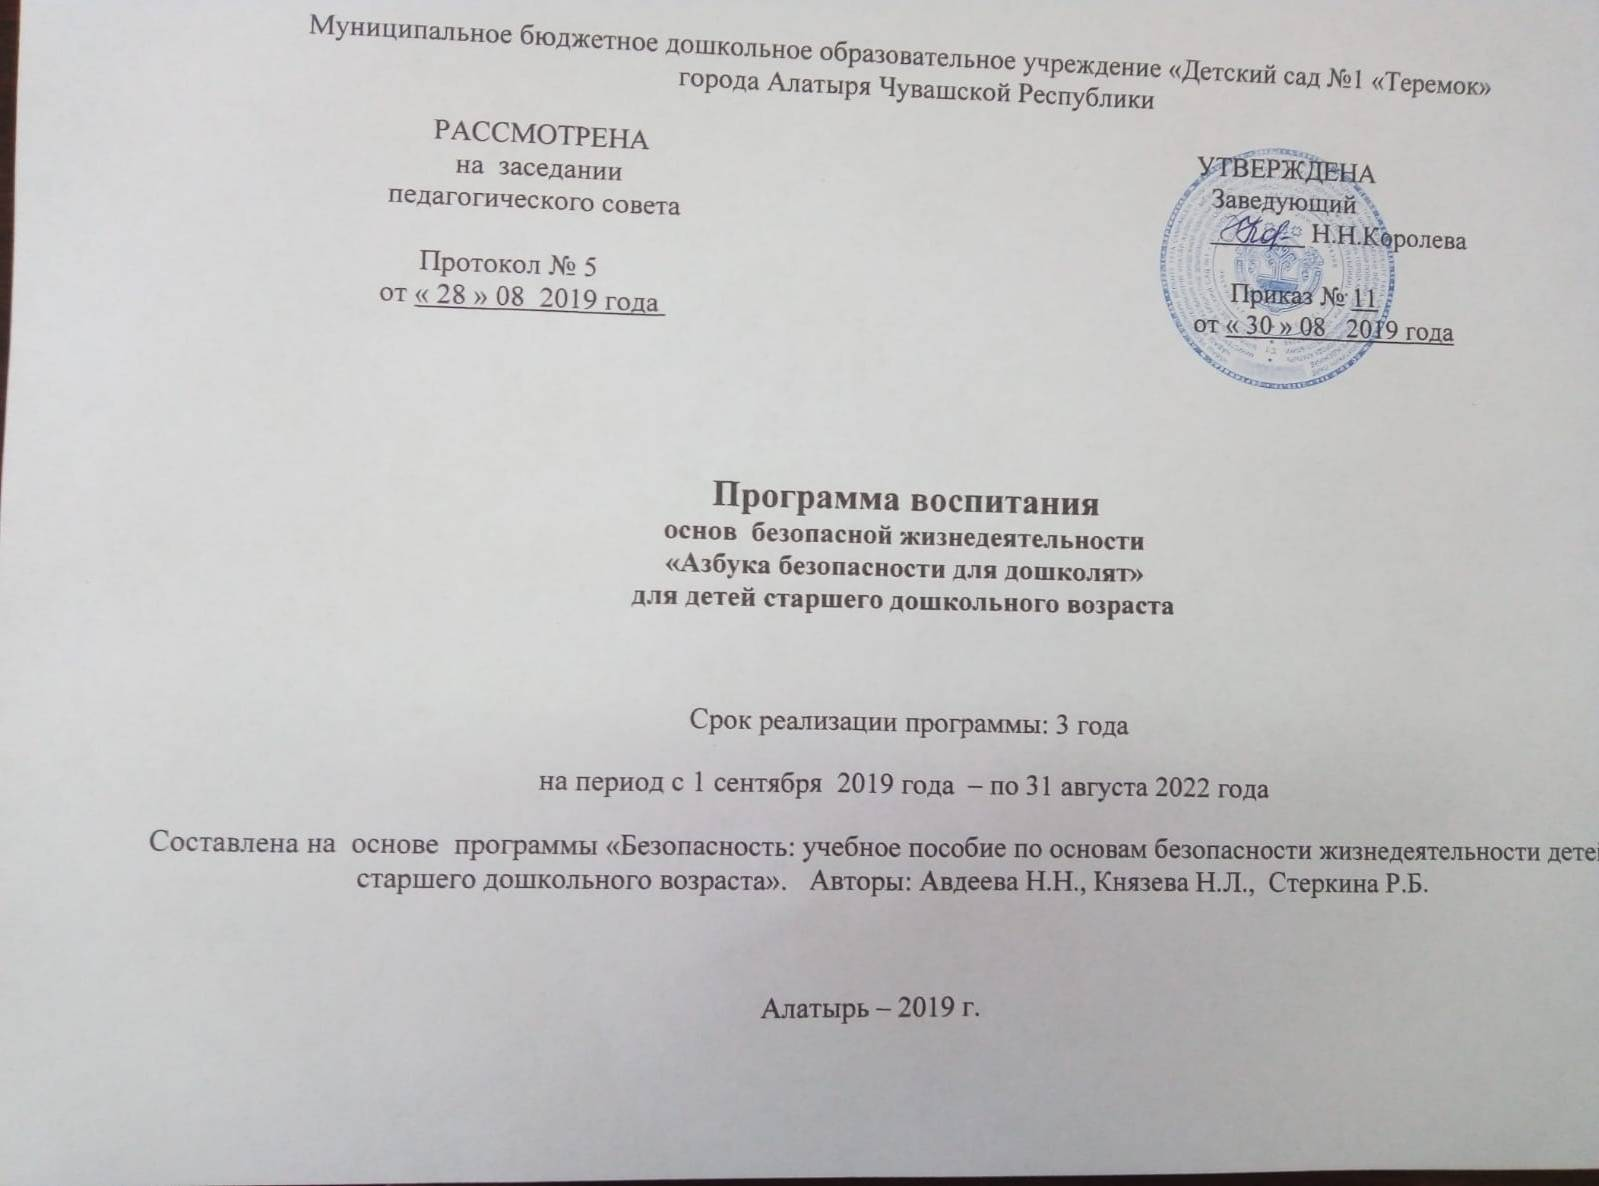 Муниципальное бюджетное дошкольное образовательное учреждение «Детский сад №1 «Теремок»
города Алатыря Чувашской Республики
РАССМОТРЕНА
на заседании
педагогического совета
Протокол № 5
от « 28 » 08 2019 года
УТВЕРЖДЕНА
Заведующий
Н.Н.Королева
Приказ № 11
от « 30 » 08 2019 года
Программа воспитания
основ безопасной жизнедеятельности
«Азбука безопасности для дошколят»
для детей старшего дошкольного возраста
Срок реализации программы: 3 года
на период с 1 сентября 2019 года – по 31 августа 2022 года
Составлена на основе программы «Безопасность: учебное пособие по основам безопасности жизнедеятельности детей
старшего дошкольного возраста». Авторы: Авдеева Н.Н., Князева Н.Л., Стеркина Р.Б.
Алатырь – 2019 г.